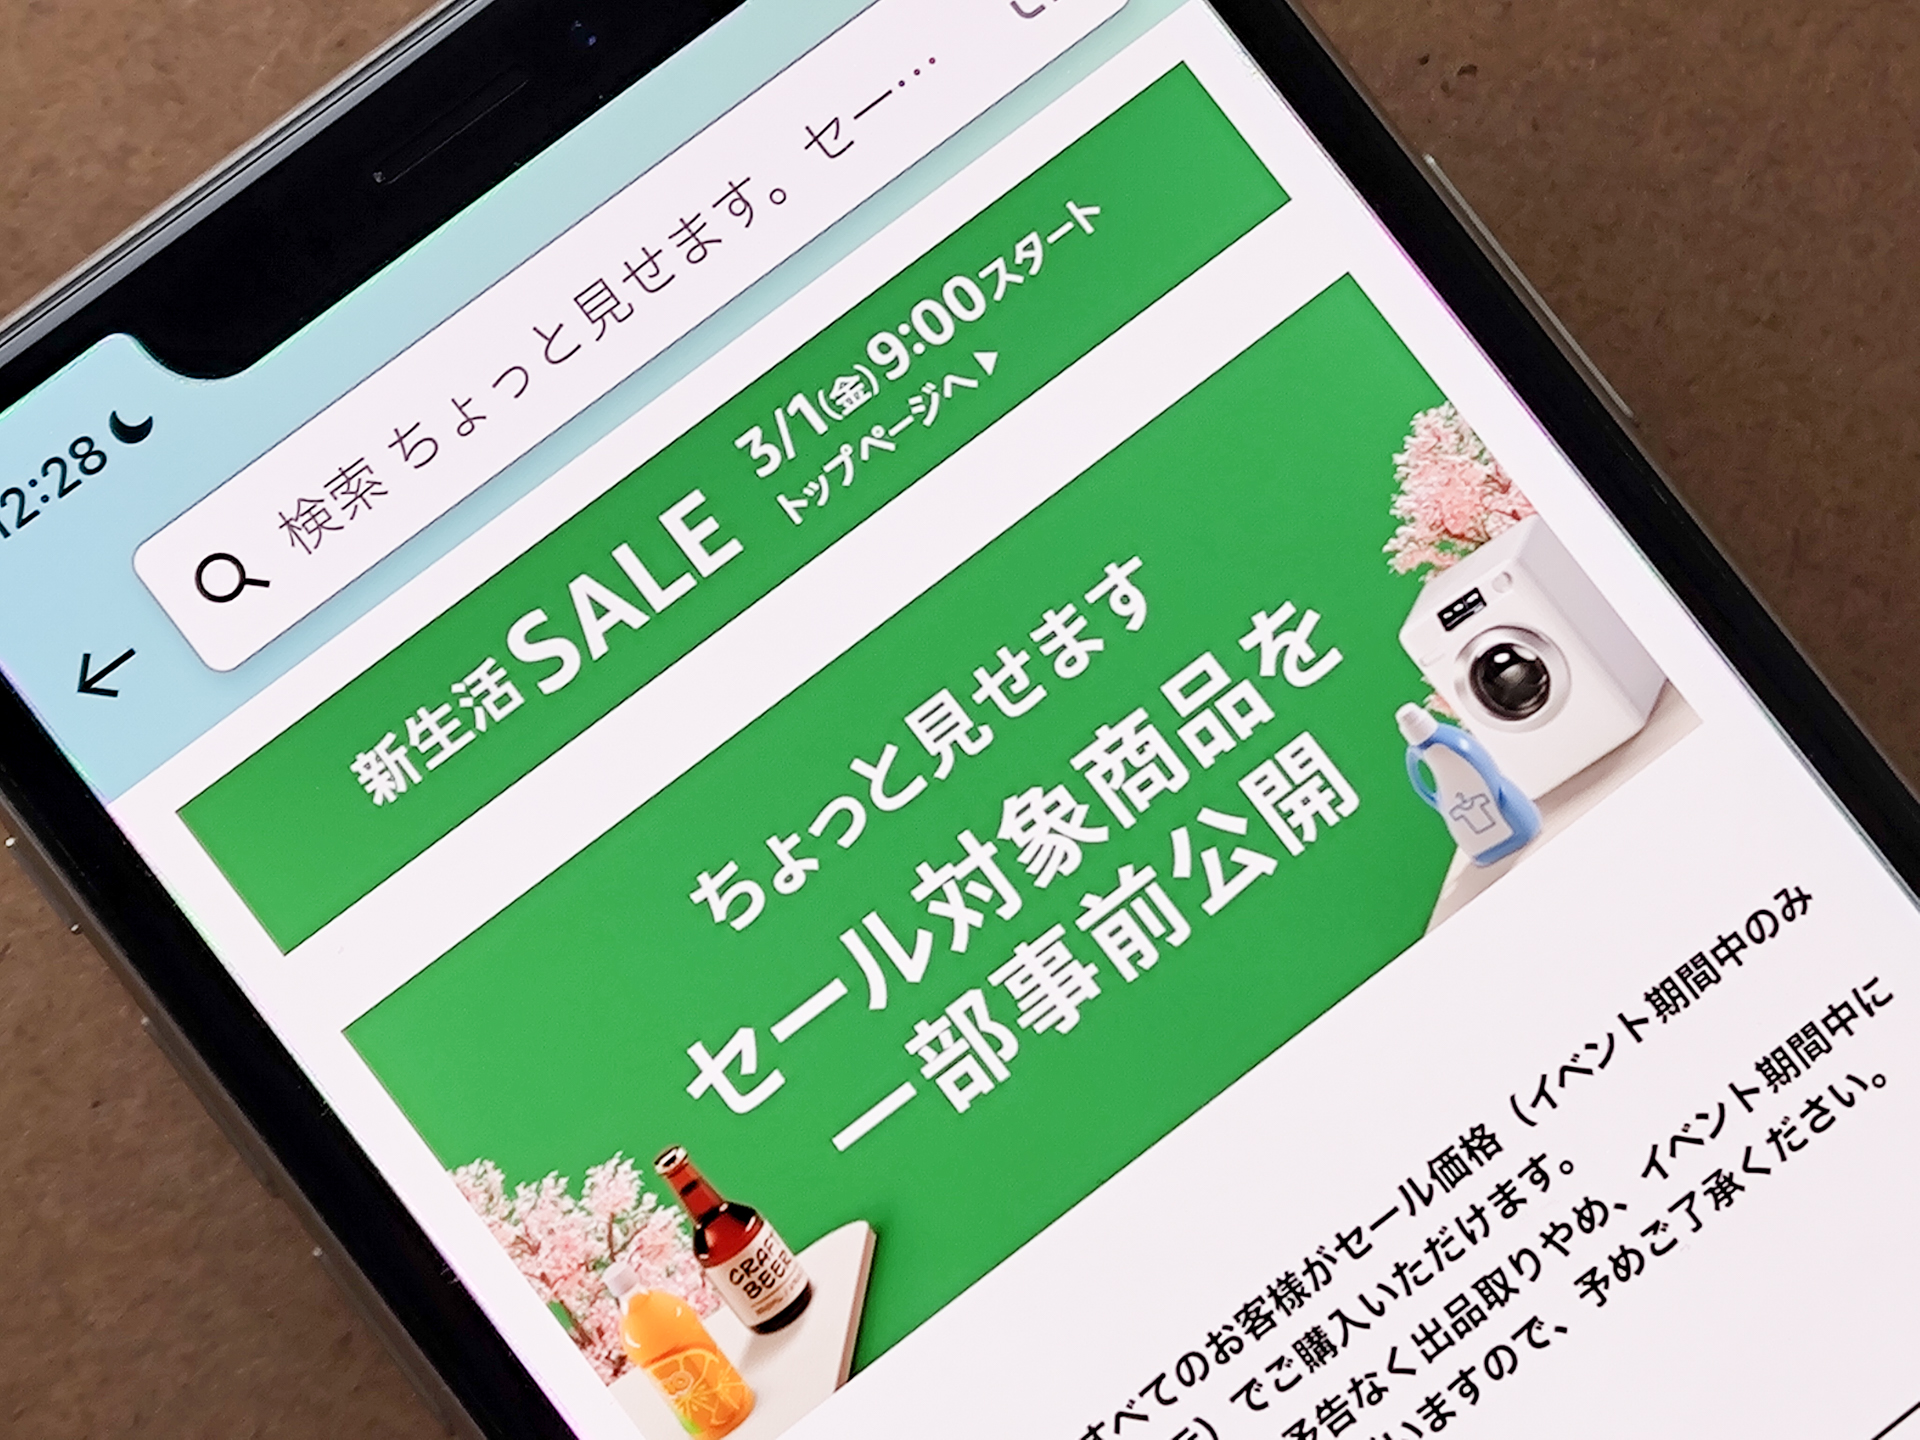 12:28
検索 ちょっと見せます。セー…
新生活SALE
3/1(金)9:00スタート
トップページへ
ちょっと見せます
セール対象商品を
一部事前公開
CRAFT
BEER
すべてのお客様がセール価格（イベント期間中のみ
でご購入いただけます。
予告なく出品取りやめ、イベント期間中に
いますので、予めご了承ください。